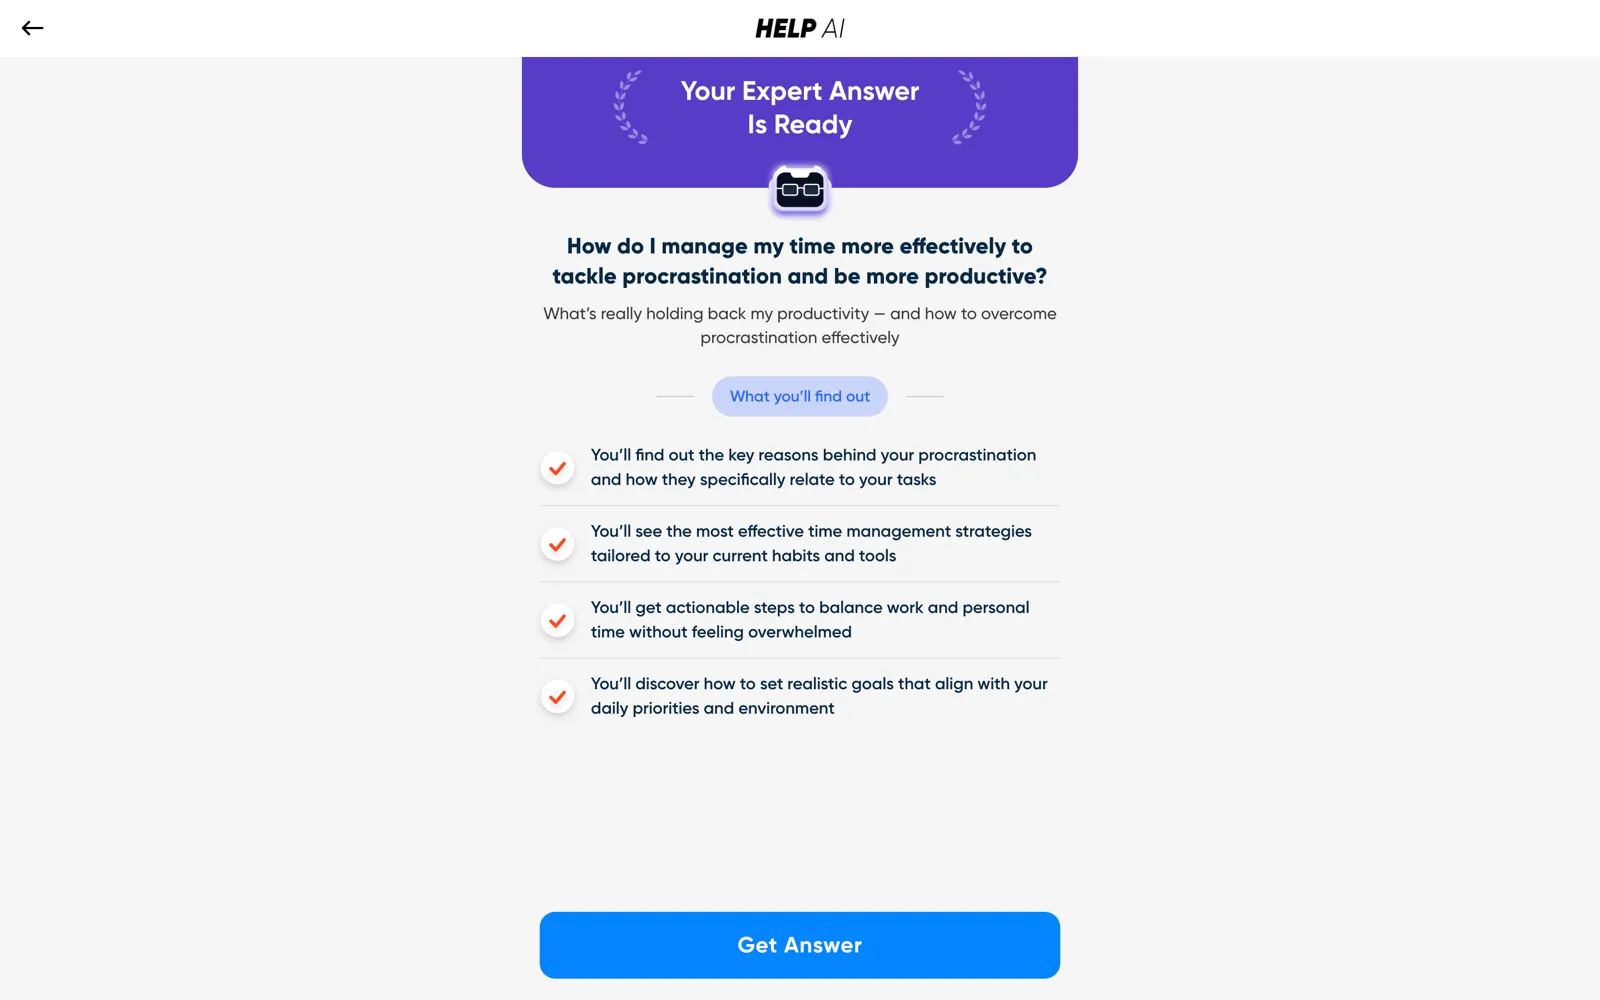 HELP AI
Your Expert Answer
Is Ready
How do I manage my time more effectively to
tackle procrastination and be more productive?
What's really holding back my productivity — and how to overcome
procrastination effectively
What you'll find out
You'll find out the key reasons behind your procrastination
and how they specifically relate to your tasks
You'll see the most effective time management strategies
tailored to your current habits and tools
You'll get actionable steps to balance work and personal
time without feeling overwhelmed
You'll discover how to set realistic goals that align with your
daily priorities and environment
Get Answer